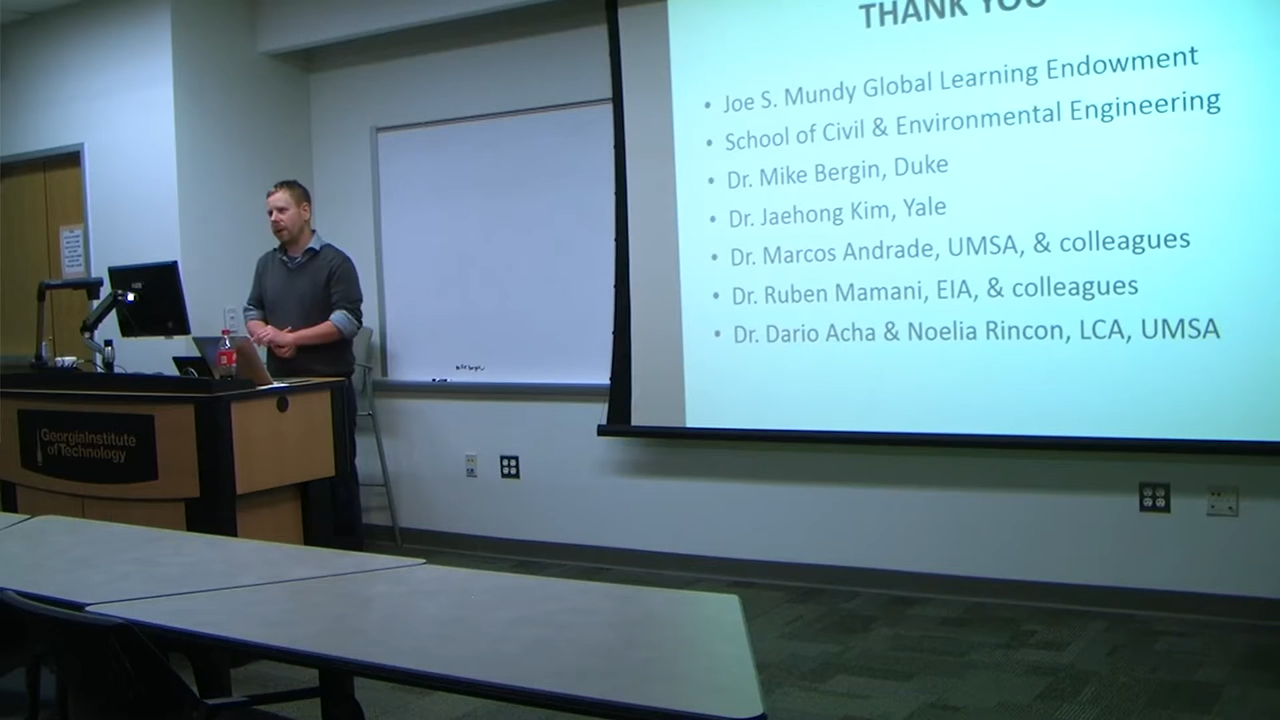 THANK YOU
• Joe S. Mundy Global Learning Endowment
• School of Civil & Environmental Engineering
• Dr. Mike Bergin, Duke
• Dr. Jaehong Kim, Yale
• Dr. Marcos Andrade, UMSA, & colleagues
• Dr. Ruben Mamani, EIA, & colleagues
• Dr. Dario Acha & Noelia Rincon, LCA, UMSA
GeorgiaInstitute
of Technology